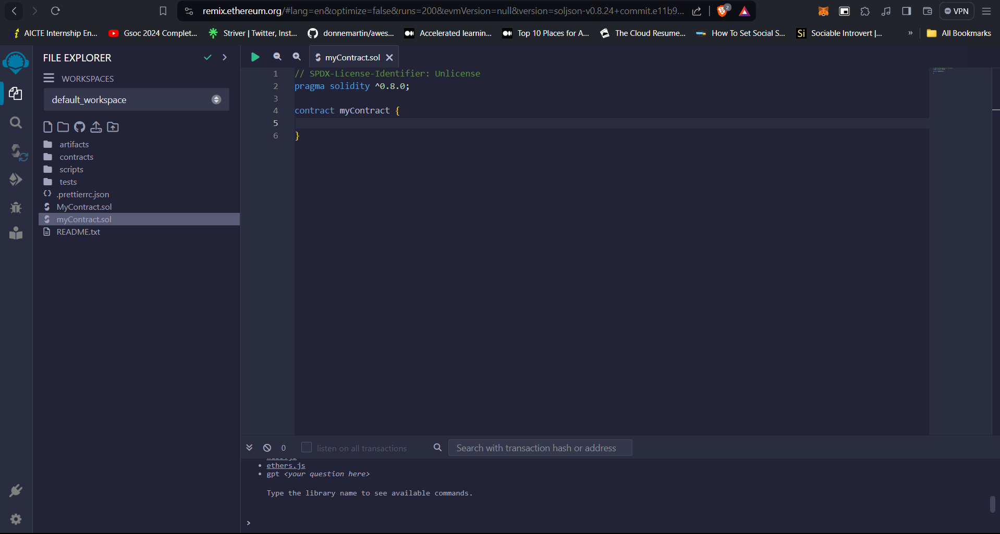 remix.ethereum.org/#lang=en&optimize=false&runs=200&evmVersion=null&version=soljson-v0.8.24+commit.e11b9...
2
VPN
AICTE Internship En...
Gsoc 2024 Complet...
Striver | Twitter, Inst...
donnemartin/awes...
Accelerated learnin...
Top 10 Places for A...
The Cloud Resume...
How To Set Social S...
Si
Sociable Introvert |...
»
All Bookmarks
FILE EXPLORER
WORKSPACES
default_workspace
artifacts
contracts
scripts
tests
.prettierrc.json
MyContract.sol
myContract.sol
README.txt
myContract.sol
1 // SPDX-License-Identifier: Unlicense
2 pragma solidity ^0.8.0;
3
4 contract myContract {
5
6 }
0
listen on all transactions
Search with transaction hash or address
• ethers.js
• gpt <your question here>
Type the library name to see available commands.
>